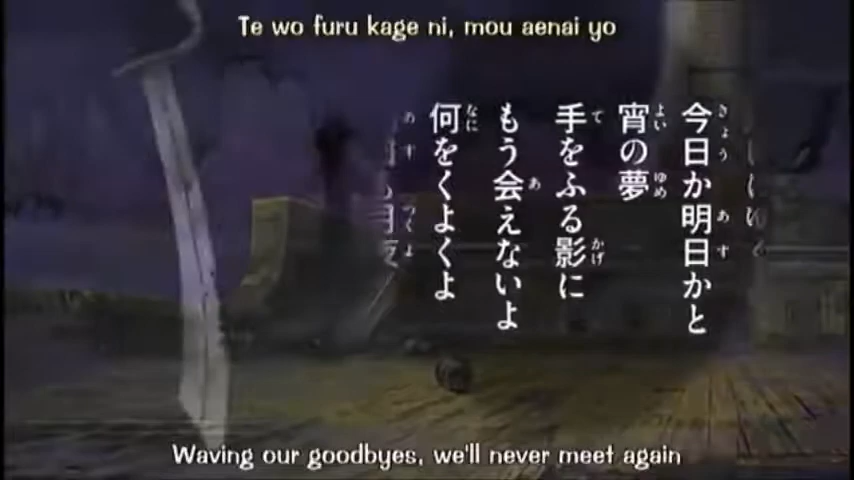 Te wo furu kage ni, mou aenai yo
今日か明日かと
宵の夢
手をふる影に
もう会えないよ
何をくよくよ
Waving our goodbyes, we'll never meet again